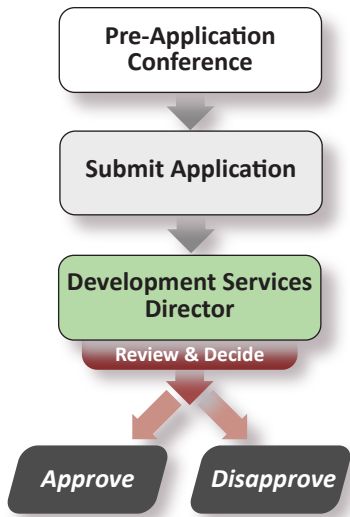 Pre-Application
Conference
Submit Application
Development Services
Director
Review & Decide
Approve
Disapprove